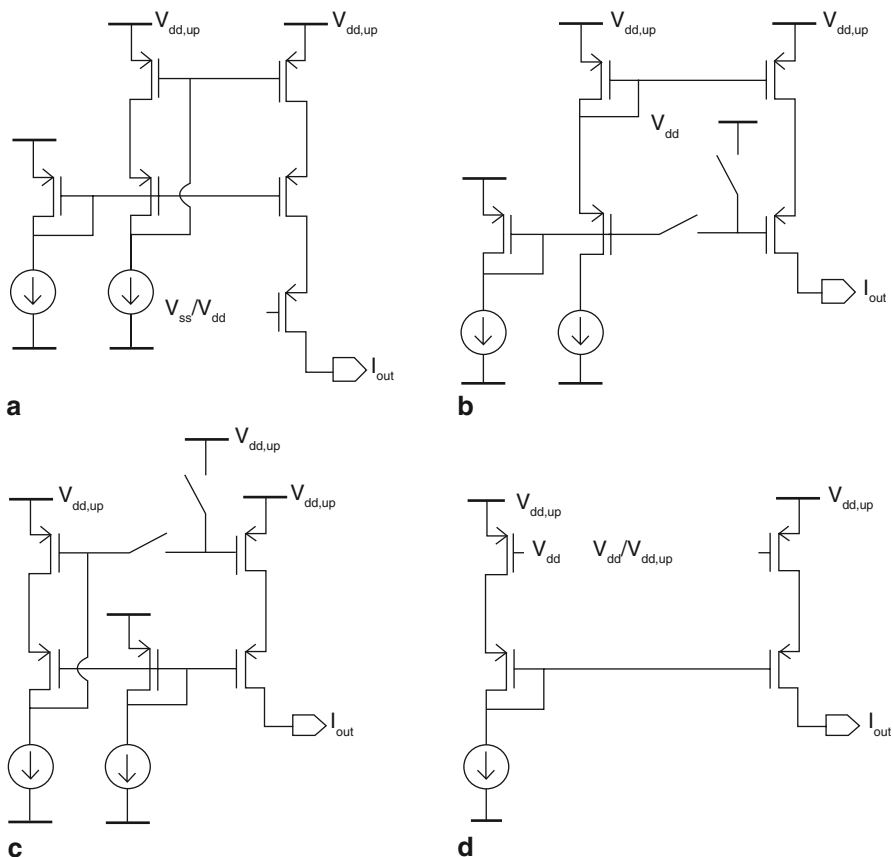 V_dd,up V_dd,up
V_ss/V_dd
I_out
a
V_dd,up V_dd,up
V_dd
I_out
b
V_dd,up
V_dd,up V_dd,up
I_out
c
V_dd,up V_dd,up
V_dd V_dd/V_dd,up
I_out
d